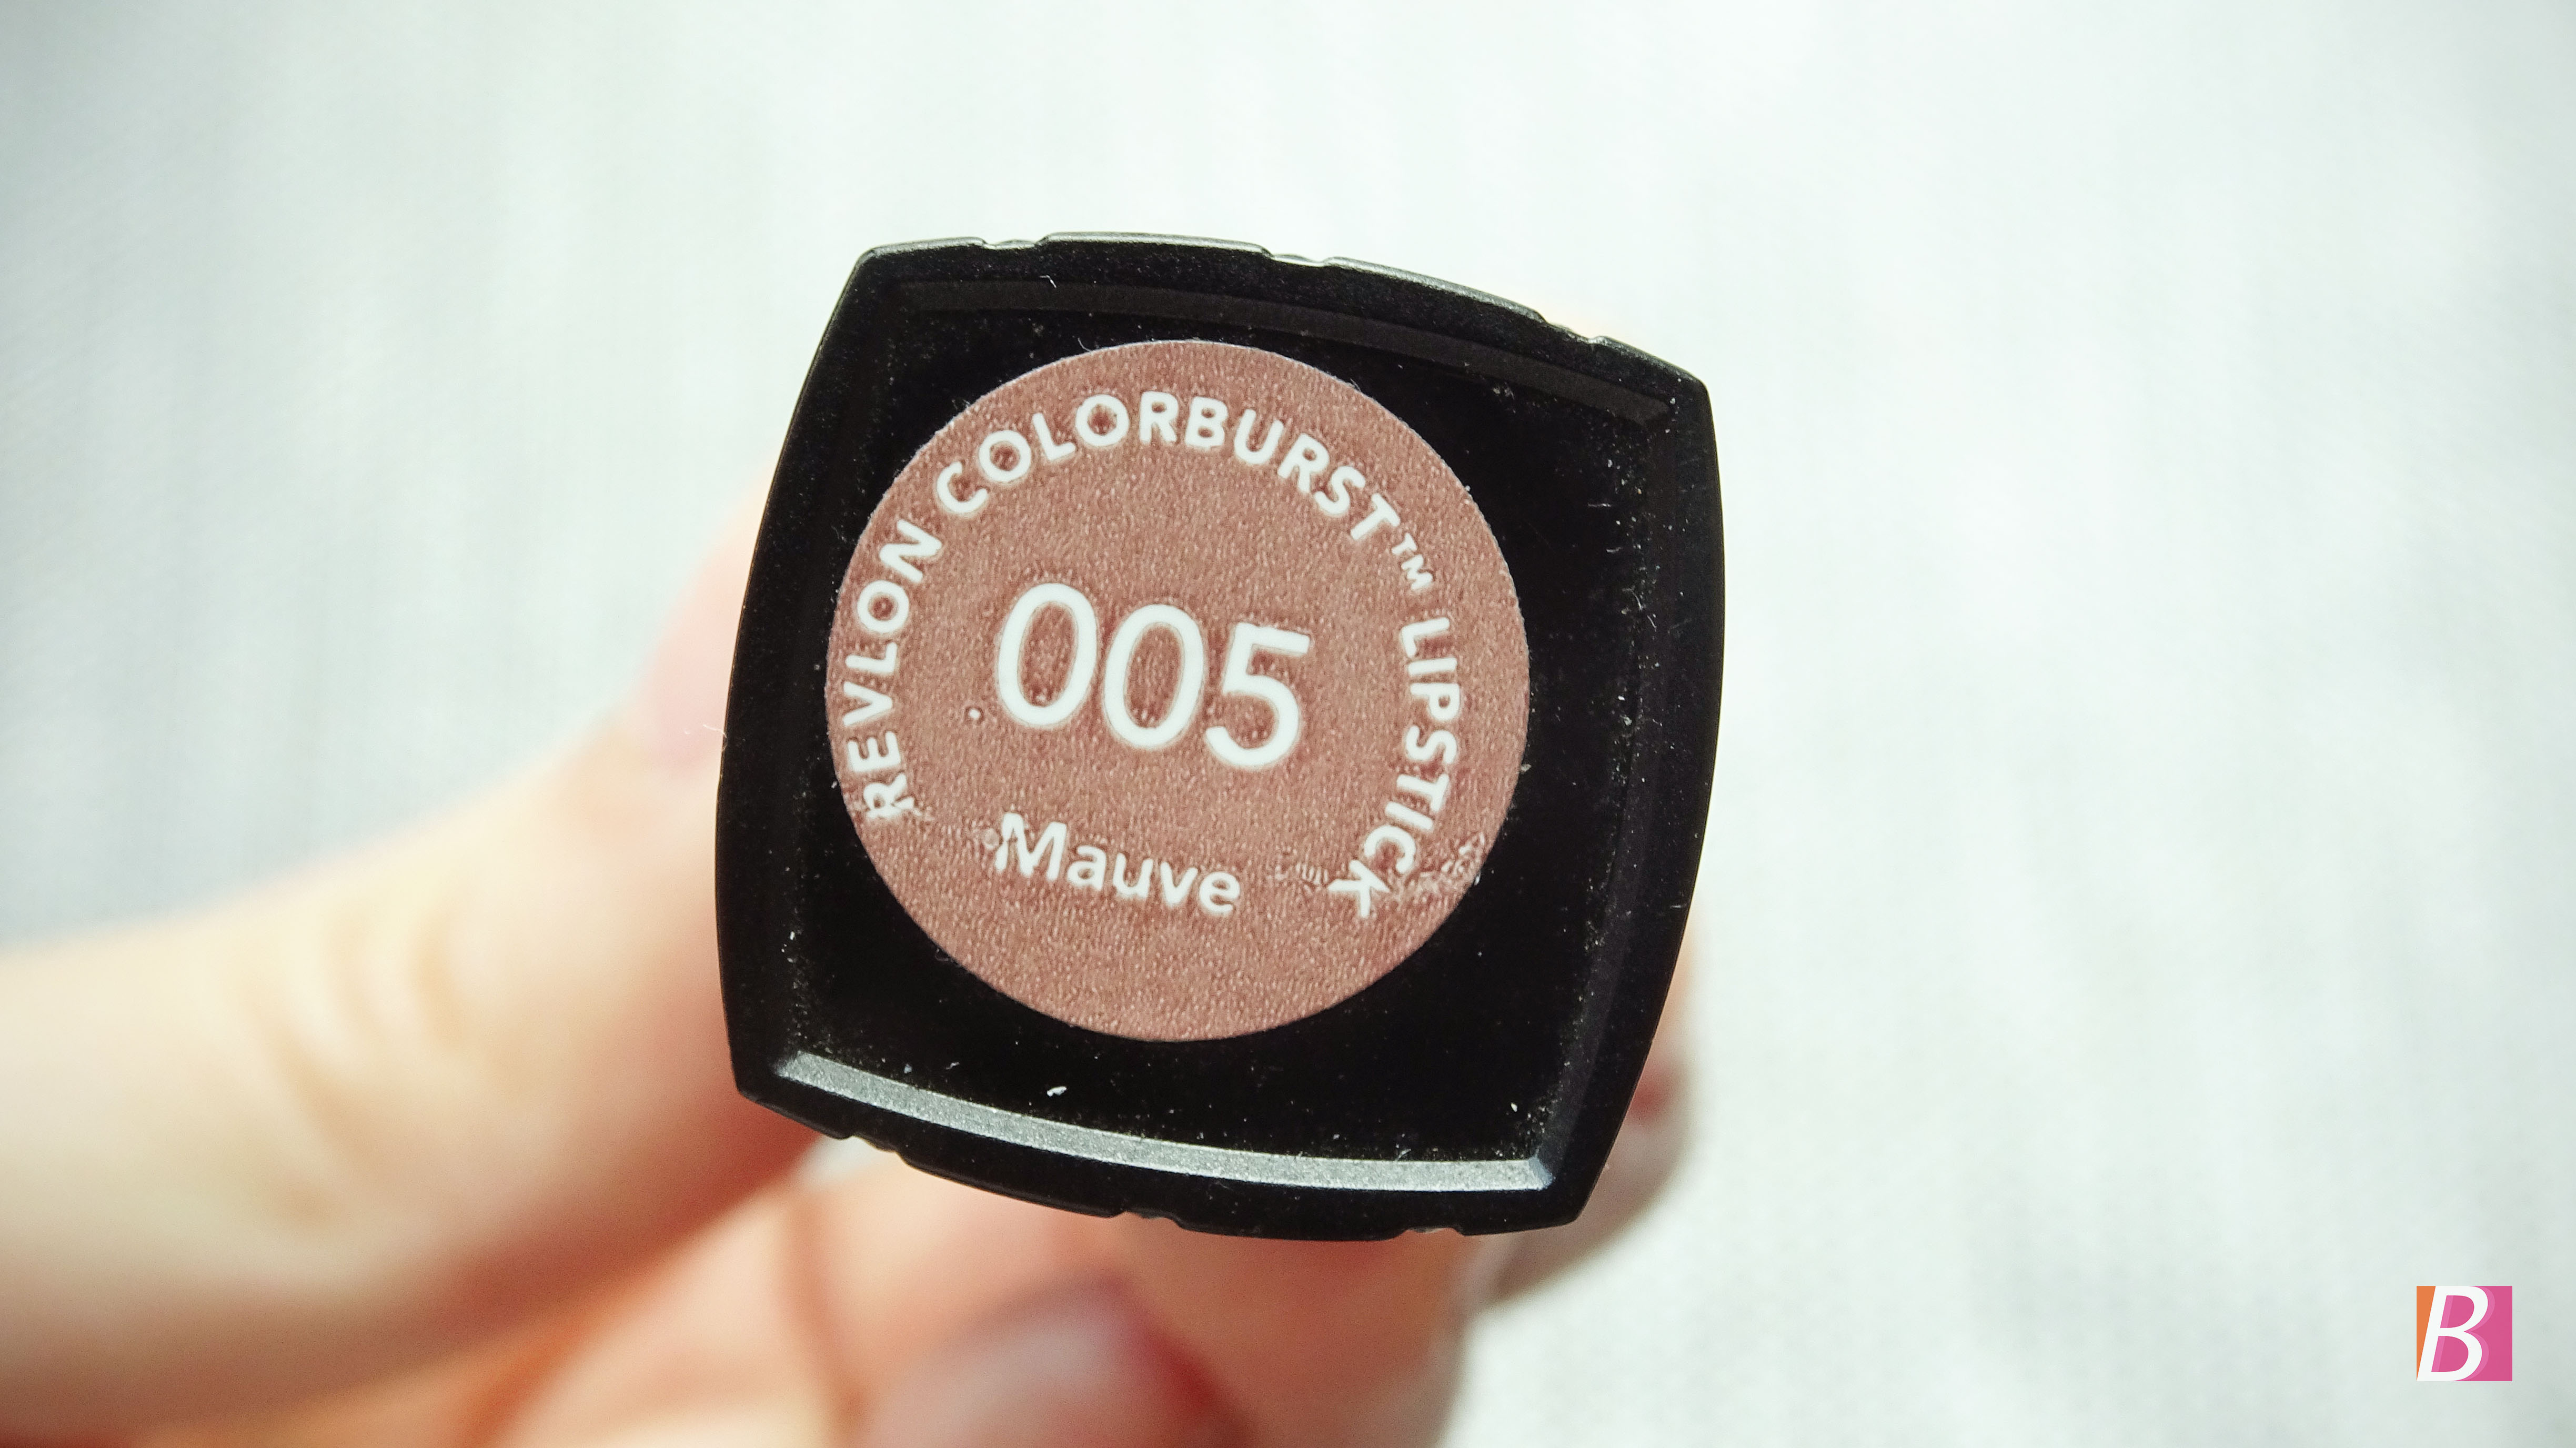 REVLON COLORBURST™ LIPSTICK
005
Mauve
B